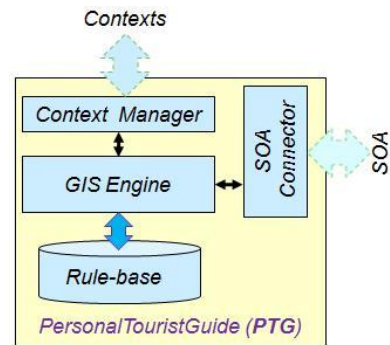 Contexts
Context Manager
GIS Engine
SOA
Connector
SOA
Rule-base
PersonalTouristGuide (PTG)